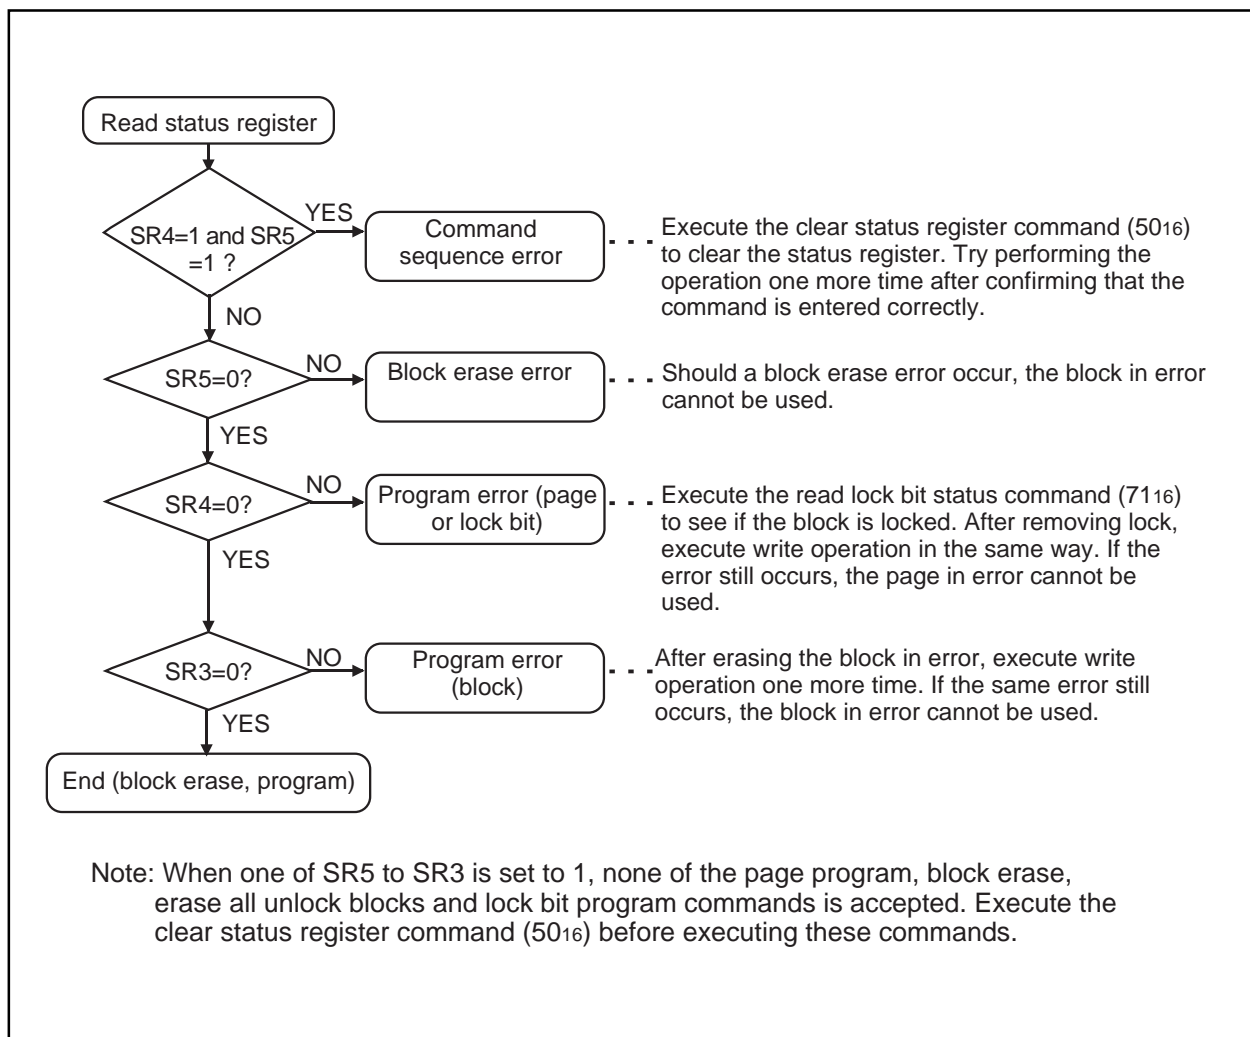 Read status register
SR4=1 and SR5
=1 ?
YES
Command
sequence error
Execute the clear status register command (5016)
to clear the status register. Try performing the
operation one more time after confirming that the
command is entered correctly.
NO
SR5=0?
NO
Block erase error
Should a block erase error occur, the block in error
cannot be used.
YES
SR4=0?
NO
Program error (page
or lock bit)
Execute the read lock bit status command (7116)
to see if the block is locked. After removing lock,
execute write operation in the same way. If the
error still occurs, the page in error cannot be
used.
YES
SR3=0?
NO
Program error
(block)
After erasing the block in error, execute write
operation one more time. If the same error still
occurs, the block in error cannot be used.
YES
End (block erase, program)
Note: When one of SR5 to SR3 is set to 1, none of the page program, block erase,
erase all unlock blocks and lock bit program commands is accepted. Execute the
clear status register command (5016) before executing these commands.